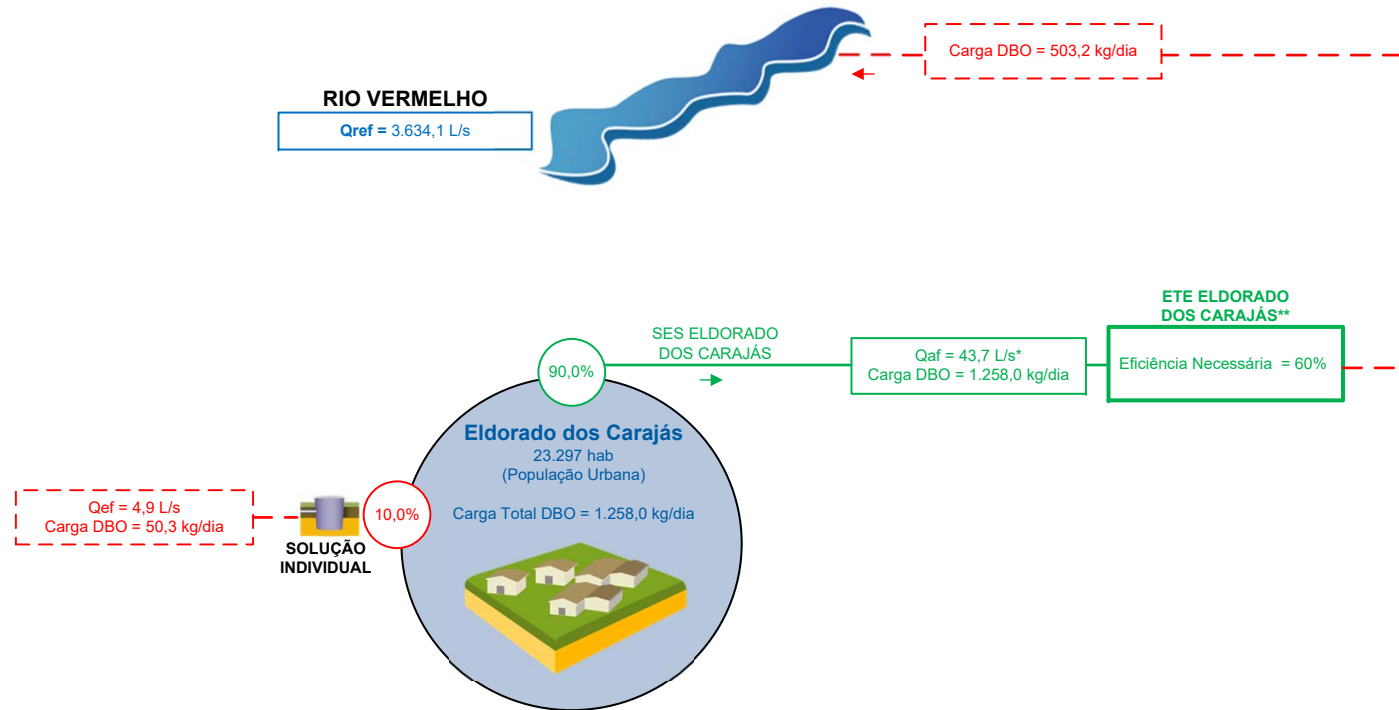 Carga DBO = 503,2 kg/dia
RIO VERMELHO
Qref = 3.634,1 L/s
ETE ELDORADO
DOS CARAJÁS**
SES ELDORADO
DOS CARAJÁS
Qaf = 43,7 L/s*
Carga DBO = 1.258,0 kg/dia
Eficiência Necessária = 60%
90,0%
Eldorado dos Carajás
23.297 hab
(População Urbana)
Carga Total DBO = 1.258,0 kg/dia
10,0%
Qef = 4,9 L/s
Carga DBO = 50,3 kg/dia
SOLUÇÃO
INDIVIDUAL